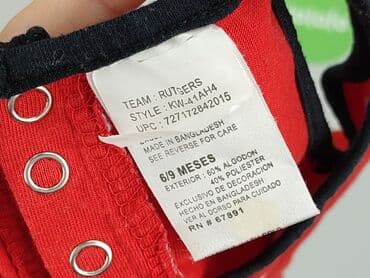 TEAM : RUTGERS
STYLE : KW-41AH4
UPC : 727172842015
MADE IN BANGLADESH
SEE REVERSE FOR CARE
6/9 MESES
EXTERIOR : 60% ALGODON
40% POLIESTER
EXCLUSIVO DE DECORACION
HECHO EN BANGLADESH
VER AL DORSO PARA CUIDADO
RN # 67891